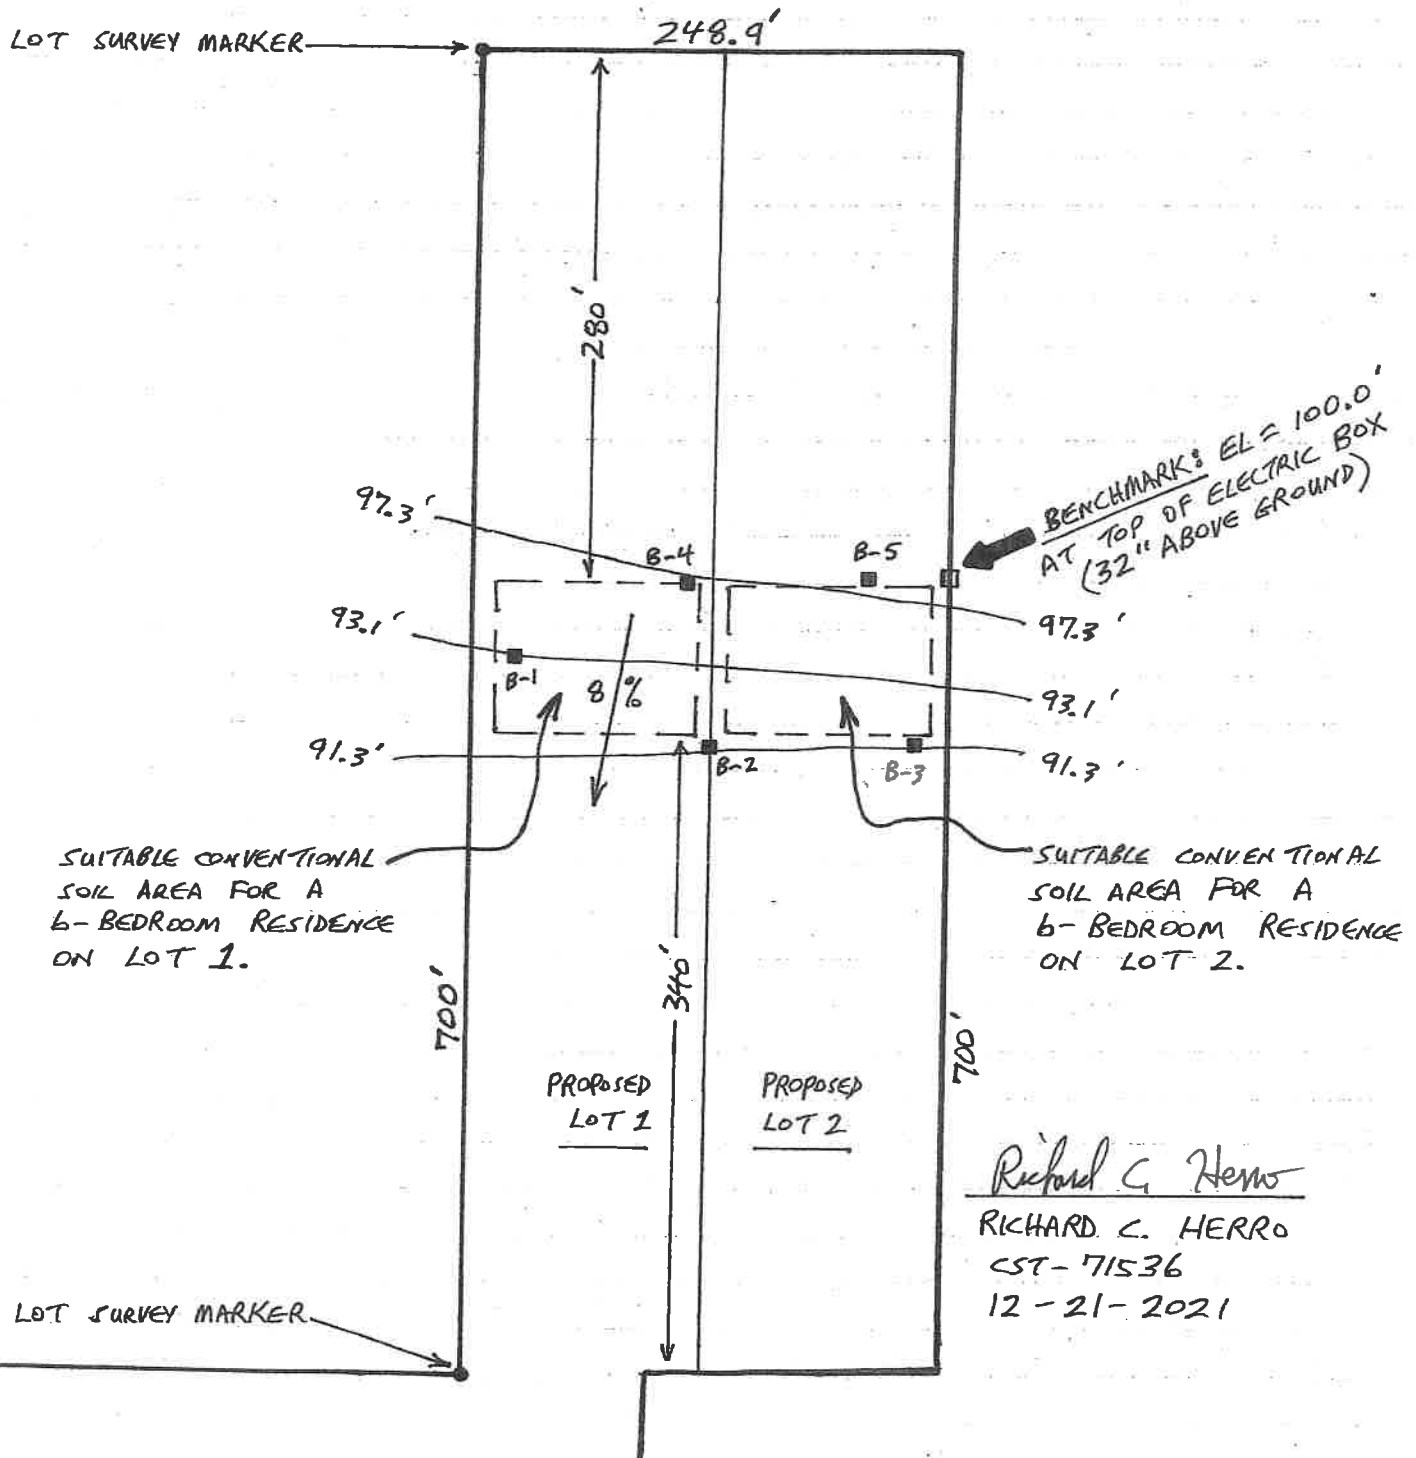 LOT SURVEY MARKER
248.9'
280'
BENCHMARK: EL = 100.0'
AT TOP OF ELECTRIC BOX
(32" ABOVE GROUND)
97.3'
B-4
B-5
93.1'
97.3'
B-1
8%
93.1'
91.3'
B-2
B-3
91.3'
SUITABLE CONVENTIONAL
SOIL AREA FOR A
6-BEDROOM RESIDENCE
ON LOT 1.
SUITABLE CONVENTIONAL
SOIL AREA FOR A
6-BEDROOM RESIDENCE
ON LOT 2.
700'
340'
700'
PROPOSED
LOT 1
PROPOSED
LOT 2
Richard C Herro
RICHARD C. HERRO
CST-71536
12-21-2021
LOT SURVEY MARKER